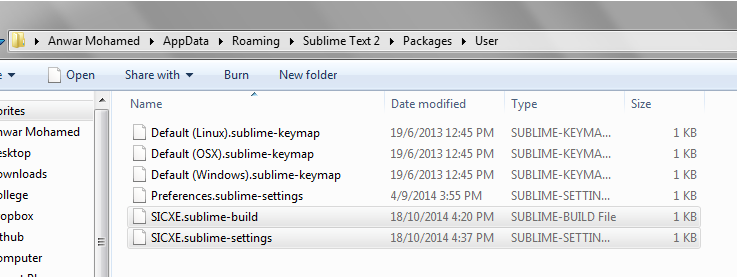 Anwar Mohamed AppData Roaming Sublime Text 2 Packages User
Open Share with Burn New folder
Name Date modified Type Size
orites
nwar Mohamed
esktop
ownloads
ollege
opbox
thub
omputer
Default (Linux).sublime-keymap 19/6/2013 12:45 PM SUBLIME-KEYMA... 1 KB
Default (OSX).sublime-keymap 19/6/2013 12:45 PM SUBLIME-KEYMA... 1 KB
Default (Windows).sublime-keymap 19/6/2013 12:45 PM SUBLIME-KEYMA... 1 KB
Preferences.sublime-settings 4/9/2014 3:55 PM SUBLIME-SETTIN... 1 KB
SICXE.sublime-build 18/10/2014 4:20 PM SUBLIME-BUILD File 1 KB
SICXE.sublime-settings 18/10/2014 4:37 PM SUBLIME-SETTIN... 1 KB